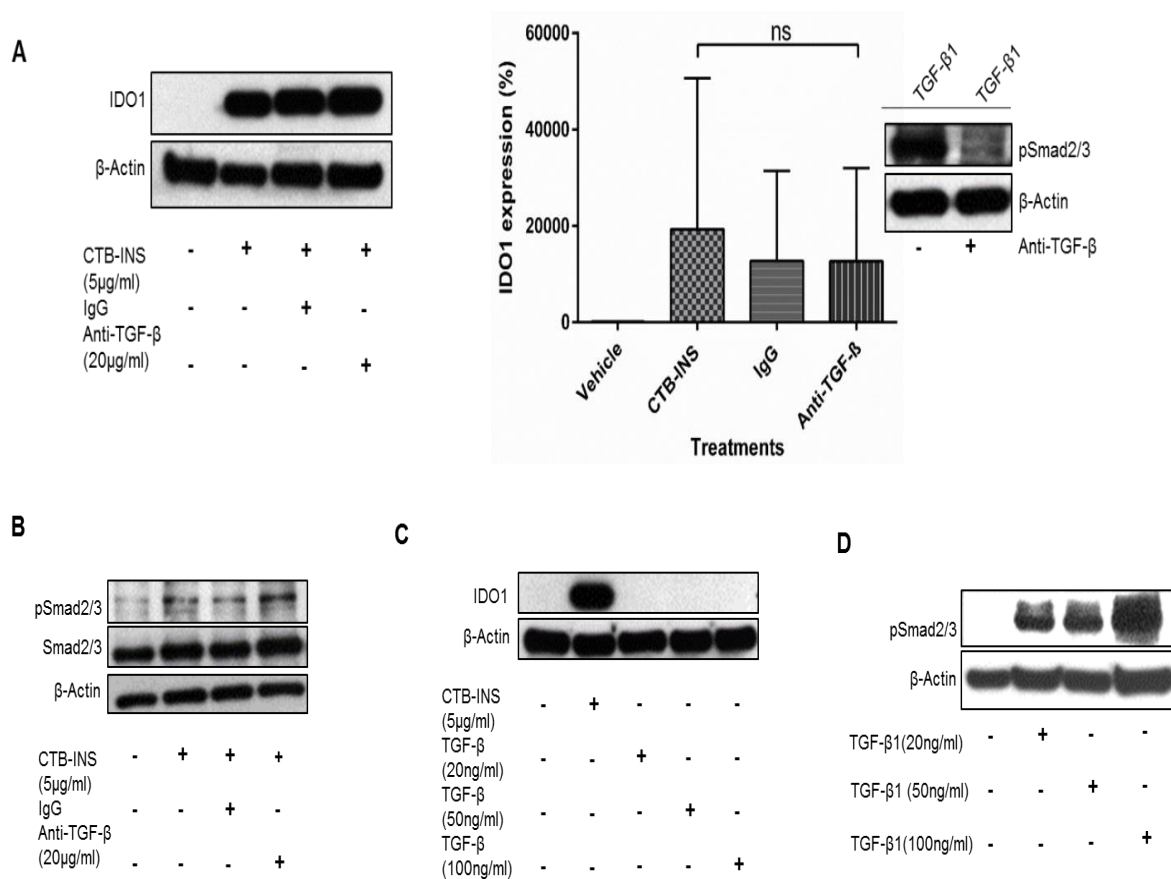 A
IDO1
β-Actin
CTB-INS - + + +
(5µg/ml)
IgG - - + -
Anti-TGF-β
(20µg/ml) - - - +
60000
40000
20000
0
IDO1 expression (%)
ns
Vehicle
CTB-INS
IgG
Anti-TGF-ß
Treatments
TGF-β1 TGF-β1
pSmad2/3
β-Actin
- + Anti-TGF-β
B
pSmad2/3
Smad2/3
β-Actin
CTB-INS - + + +
(5µg/ml)
IgG - - + -
Anti-TGF-β
(20µg/ml) - - - +
C
IDO1
β-Actin
CTB-INS - + - - -
(5µg/ml)
TGF-β
(20ng/ml) - - + - -
TGF-β
(50ng/ml) - - - + -
TGF-β
(100ng/ml) - - - - +
D
pSmad2/3
β-Actin
TGF-β1(20ng/ml) - + - -
TGF-β1 (50ng/ml) - - + -
TGF-β1(100ng/ml) - - - +